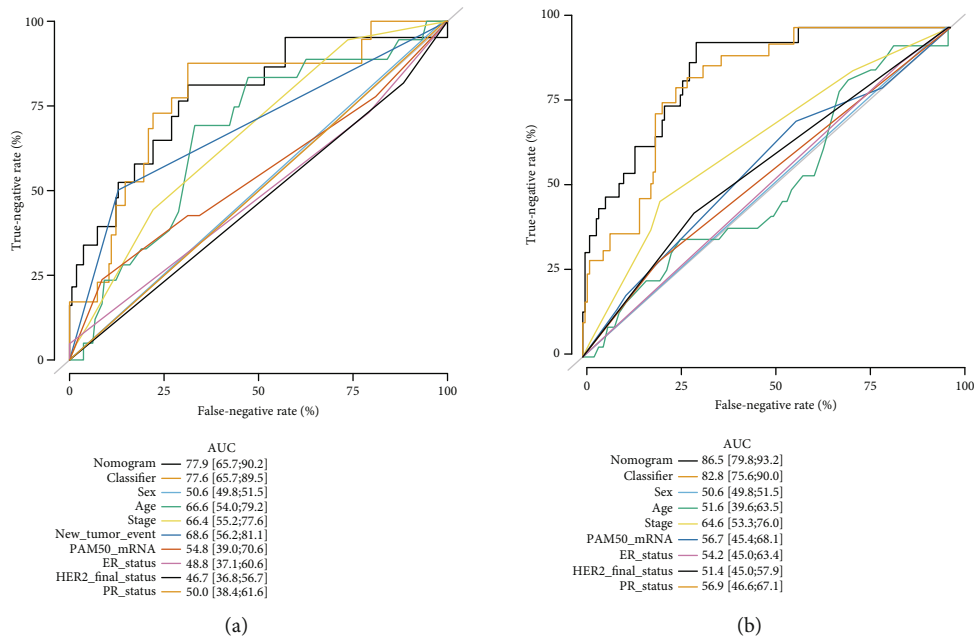 100
75
50
25
0
True-negative rate (%)
0
25
50
75
100
False-negative rate (%)
AUC
Nomogram 77.9 [65.7;90.2]
Classifier 77.6 [65.7;89.5]
Sex 50.6 [49.8;51.5]
Age 66.6 [54.0;79.2]
Stage 66.4 [55.2;77.6]
New_tumor_event 68.6 [56.2;81.1]
PAM50_mRNA 54.8 [39.0;70.6]
ER_status 48.8 [37.1;60.6]
HER2_final_status 46.7 [36.8;56.7]
PR_status 50.0 [38.4;61.6]
(a)
100
75
50
25
0
True-negative rate (%)
0
25
50
75
100
False-negative rate (%)
AUC
Nomogram 86.5 [79.8;93.2]
Classifier 82.8 [75.6;90.0]
Sex 50.6 [49.8;51.5]
Age 51.6 [39.6;63.5]
Stage 64.6 [53.3;76.0]
PAM50_mRNA 56.7 [45.4;68.1]
ER_status 54.2 [45.0;63.4]
HER2_final_status 51.4 [45.0;57.9]
PR_status 56.9 [46.6;67.1]
(b)